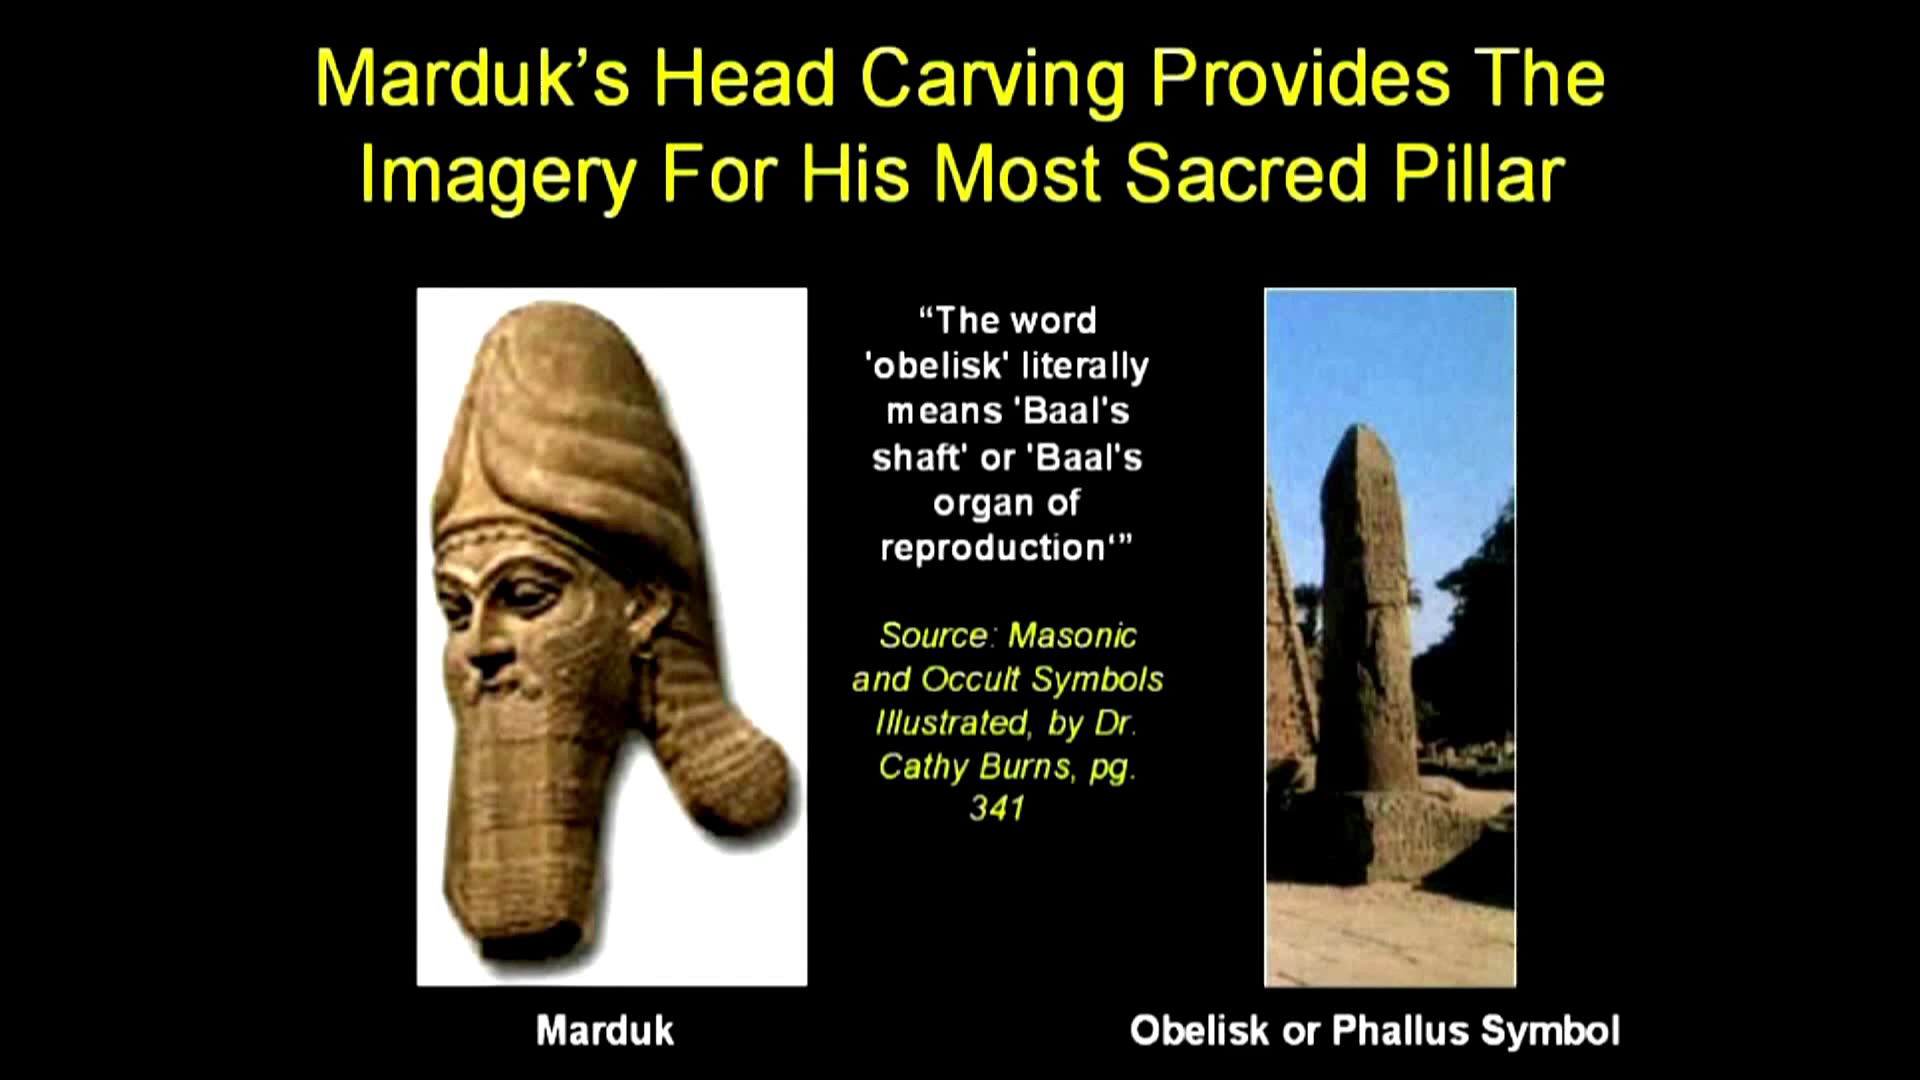 Marduk’s Head Carving Provides The
Imagery For His Most Sacred Pillar
“The word
'obelisk' literally
means 'Baal's
shaft' or 'Baal's
organ of
reproduction‘”
Source: Masonic
and Occult Symbols
Illustrated, by Dr.
Cathy Burns, pg.
341
Marduk
Obelisk or Phallus Symbol